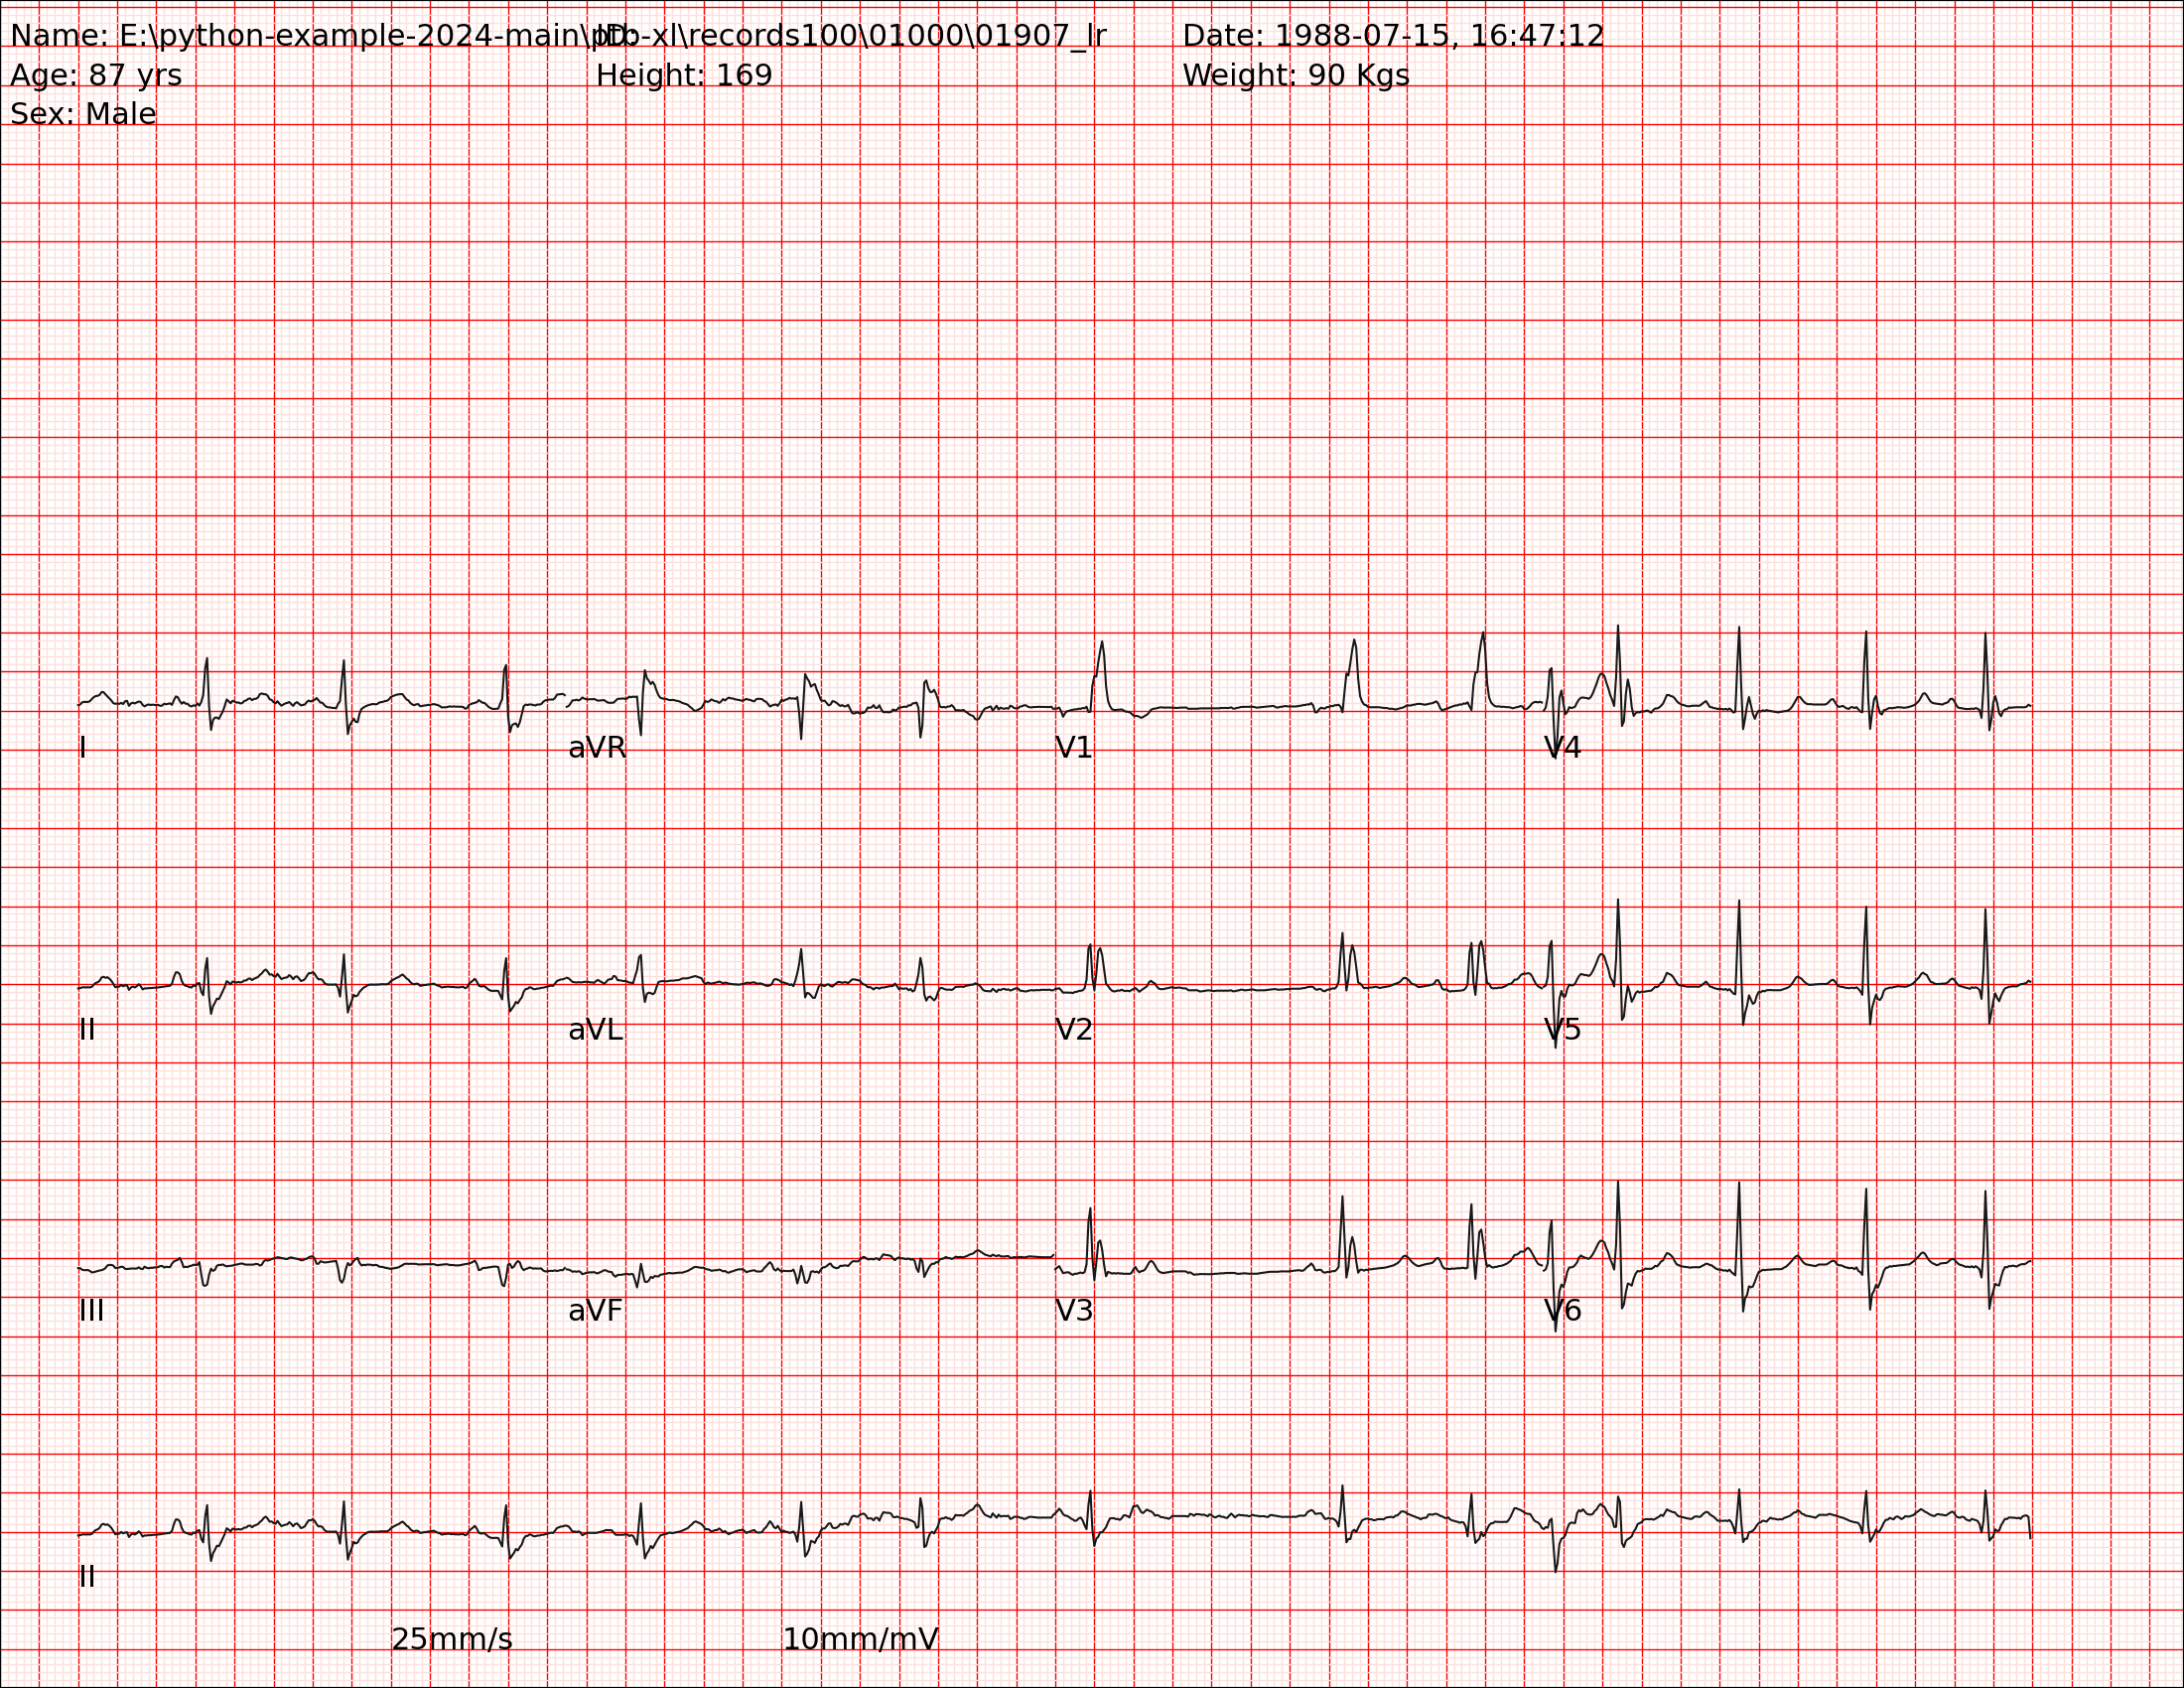 Name: E:\python-example-2024-main\ptb-xl\records100\01000\01907_lr ID: Date: 1988-07-15, 16:47:12
Age: 87 yrs Height: 169 Weight: 90 Kgs
Sex: Male
I aVR V1 V4
II aVL V2 V5
III aVF V3 V6
II
25mm/s 10mm/mV